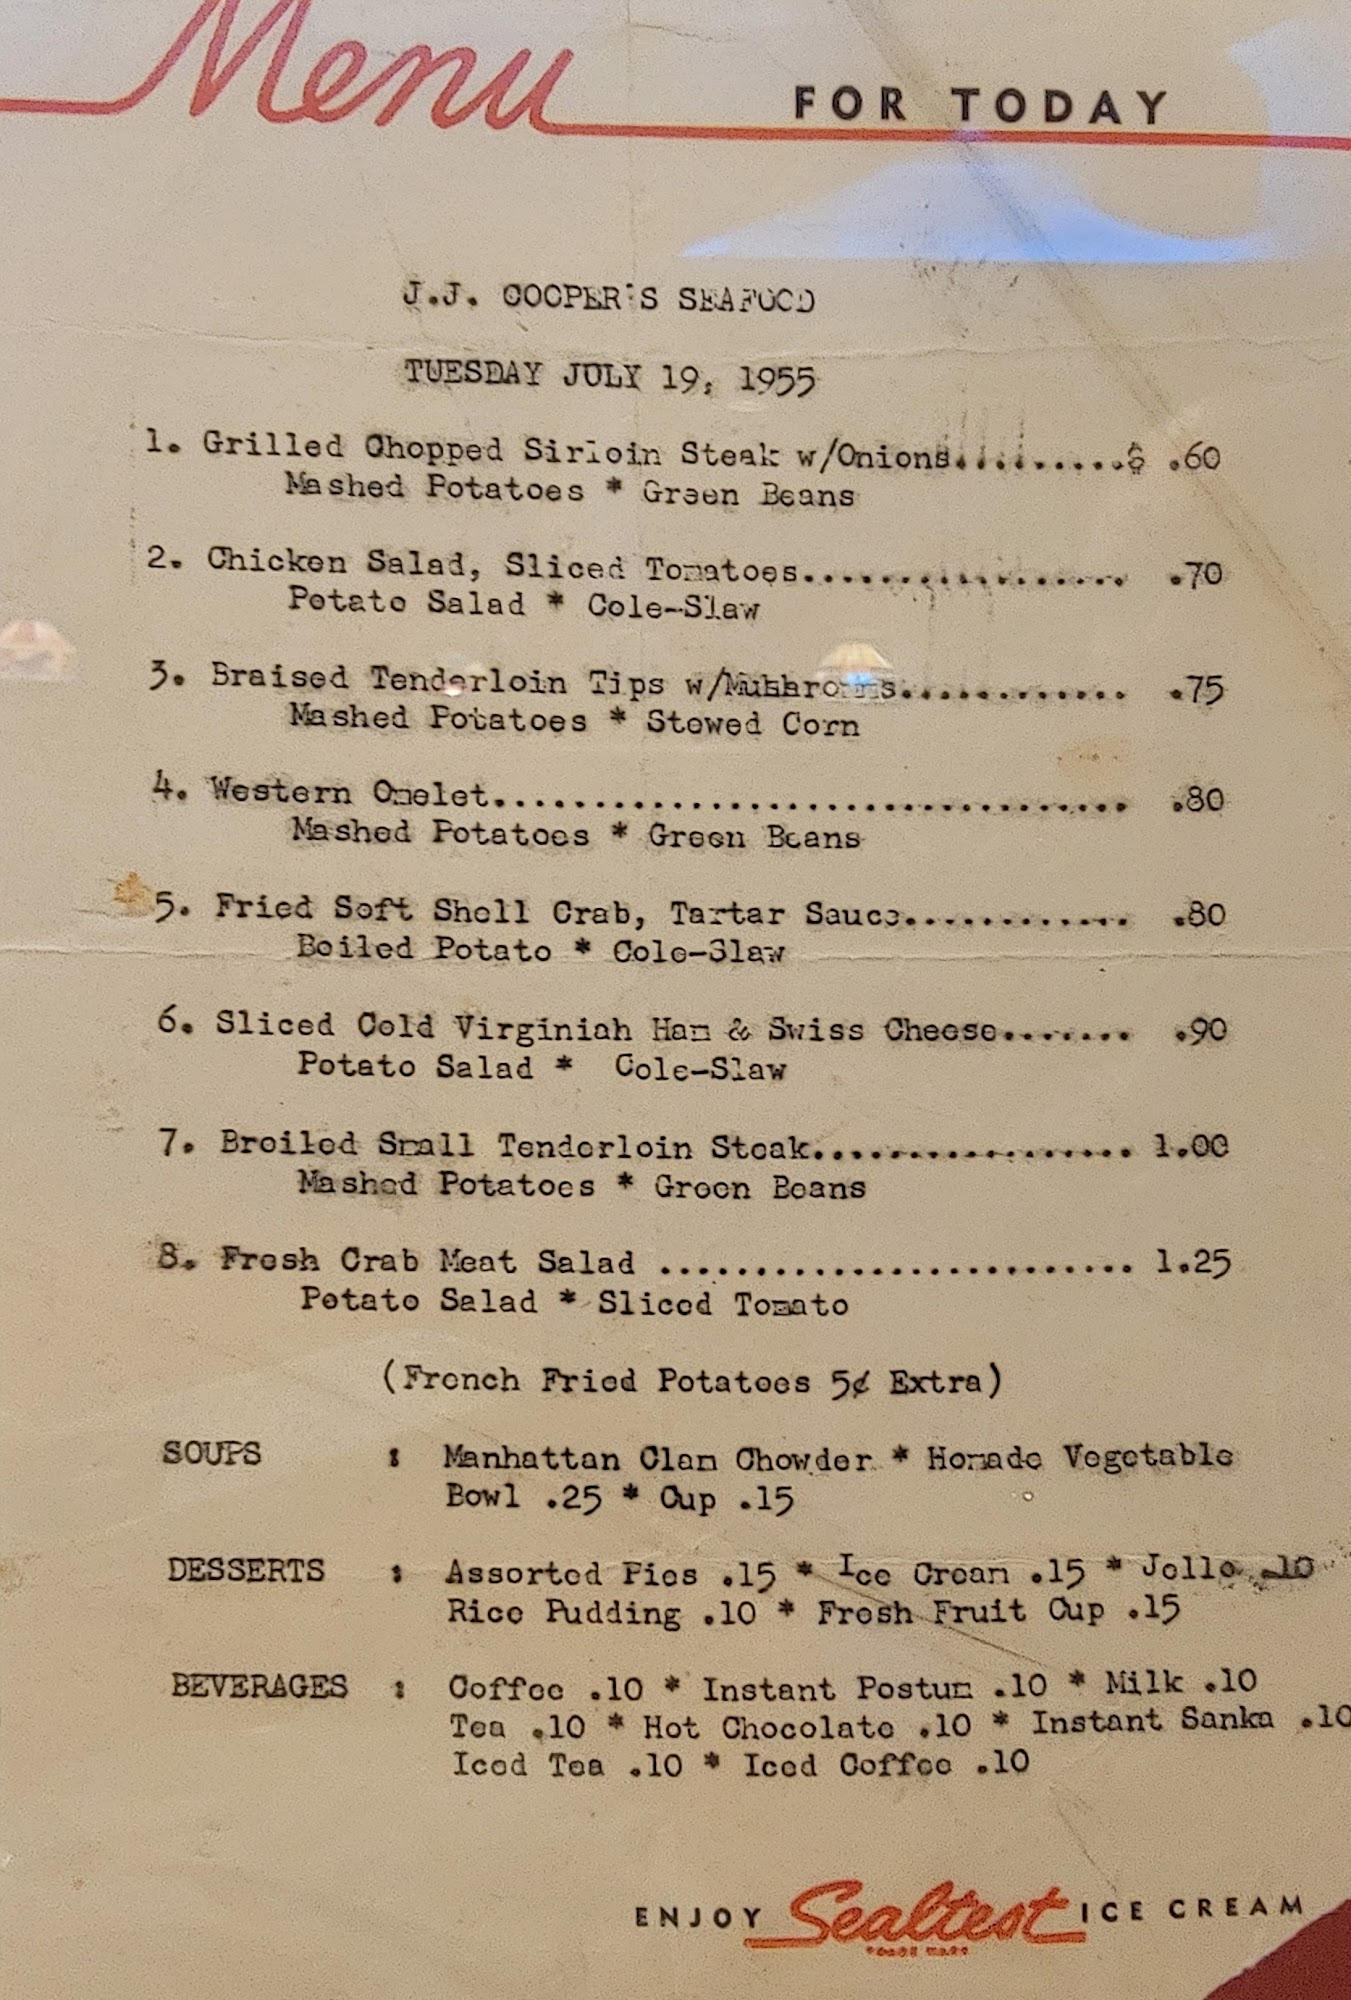 Menu FOR TODAY
J.J. COOPER'S SEAFOOD
TUESDAY JULY 19, 1955
1. Grilled Chopped Sirloin Steak w/Onions..........$ .60
Mashed Potatoes * Green Beans
2. Chicken Salad, Sliced Tomatoes.................. .70
Potato Salad * Cole-Slaw
3. Braised Tenderloin Tips w/Mushrooms............. .75
Mashed Potatoes * Stewed Corn
4. Western Omelet.................................. .80
Mashed Potatoes * Green Beans
5. Fried Soft Shell Crab, Tartar Sauce............. .80
Boiled Potato * Cole-Slaw
6. Sliced Cold Virginiah Ham & Swiss Cheese........ .90
Potato Salad * Cole-Slaw
7. Broiled Small Tenderloin Steak.................. 1.00
Mashed Potatoes * Green Beans
8. Fresh Crab Meat Salad .......................... 1.25
Potato Salad * Sliced Tomato
(French Fried Potatoes 5¢ Extra)
SOUPS : Manhattan Clam Chowder * Homade Vegetable
Bowl .25 * Cup .15
DESSERTS : Assorted Pies .15 * Ice Cream .15 * Jello .10
Rice Pudding .10 * Fresh Fruit Cup .15
BEVERAGES : Coffee .10 * Instant Postum .10 * Milk .10
Tea .10 * Hot Chocolate .10 * Instant Sanka .10
Iced Tea .10 * Iced Coffee .10
ENJOY Sealtest ICE CREAM
TRADE MARK